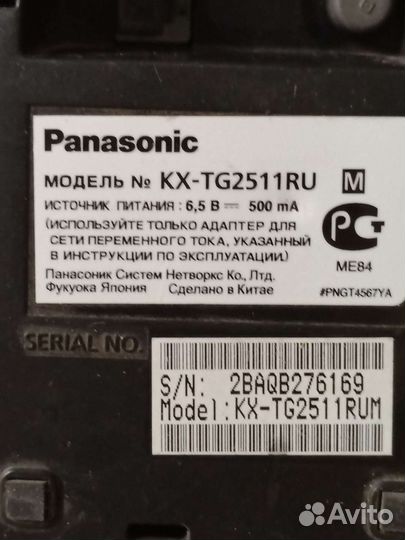 Panasonic
МОДЕЛЬ № KX-TG2511RU M
ИСТОЧНИК ПИТАНИЯ : 6,5 В ⎓ 500 mA
(ИСПОЛЬЗУЙТЕ ТОЛЬКО АДАПТЕР ДЛЯ
СЕТИ ПЕРЕМЕННОГО ТОКА, УКАЗАННЫЙ
В ИНСТРУКЦИИ ПО ЭКСПЛУАТАЦИИ.)
PCT
ME84
Панасоник Систем Нетворкс Ко., Лтд.
Фукуока Япония Сделано в Китае
#PNGT4567YA
SERIAL NO.
S/N: 2BAQB276169
Model:KX-TG2511RUM
Avito